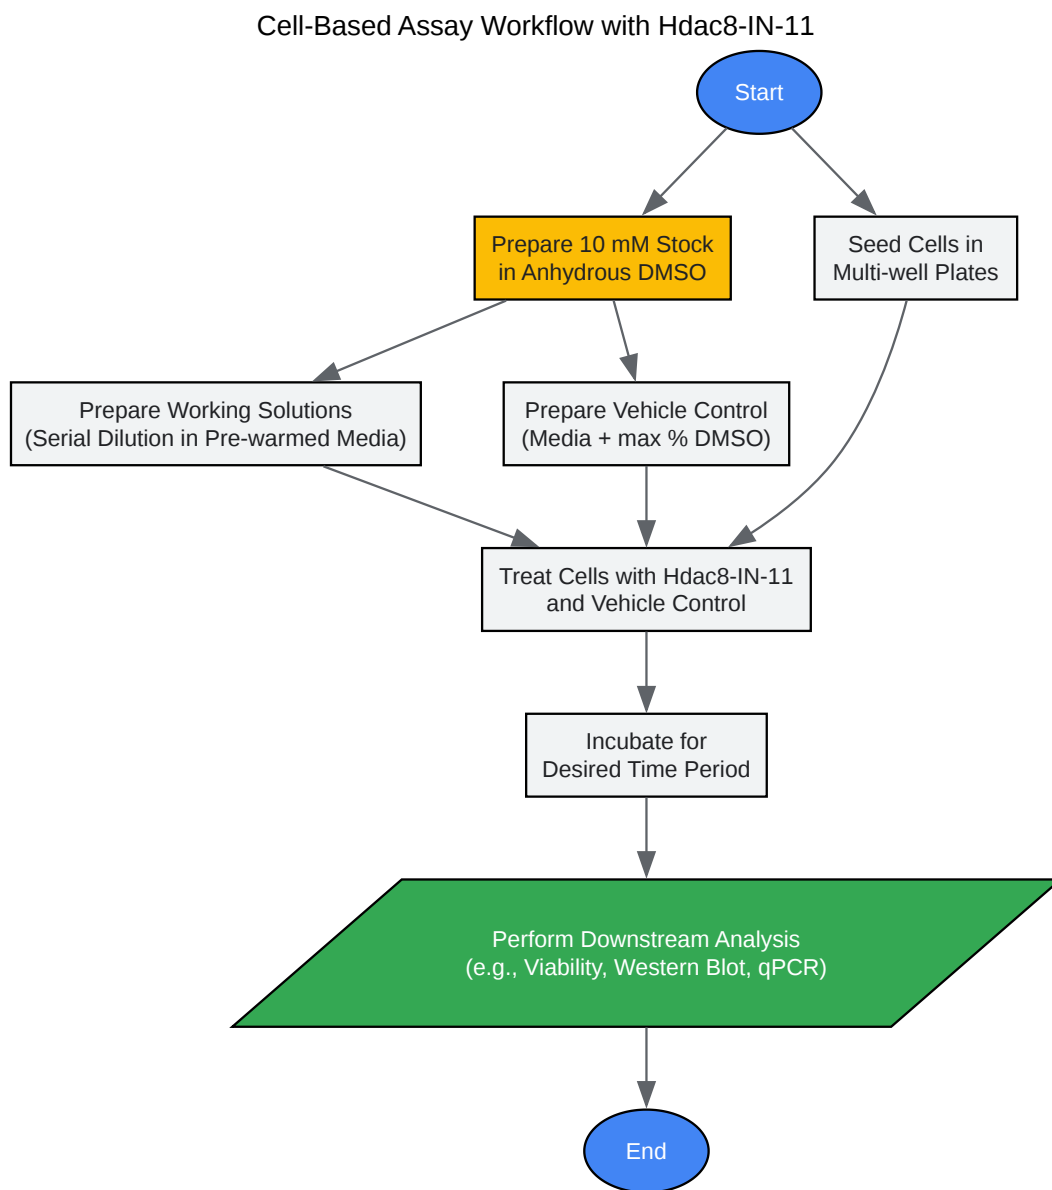 Cell-Based Assay Workflow with Hdac8-IN-11
Start
Prepare 10 mM Stock
in Anhydrous DMSO
Seed Cells in
Multi-well Plates
Prepare Working Solutions
(Serial Dilution in Pre-warmed Media)
Prepare Vehicle Control
(Media + max % DMSO)
Treat Cells with Hdac8-IN-11
and Vehicle Control
Incubate for
Desired Time Period
Perform Downstream Analysis
(e.g., Viability, Western Blot, qPCR)
End